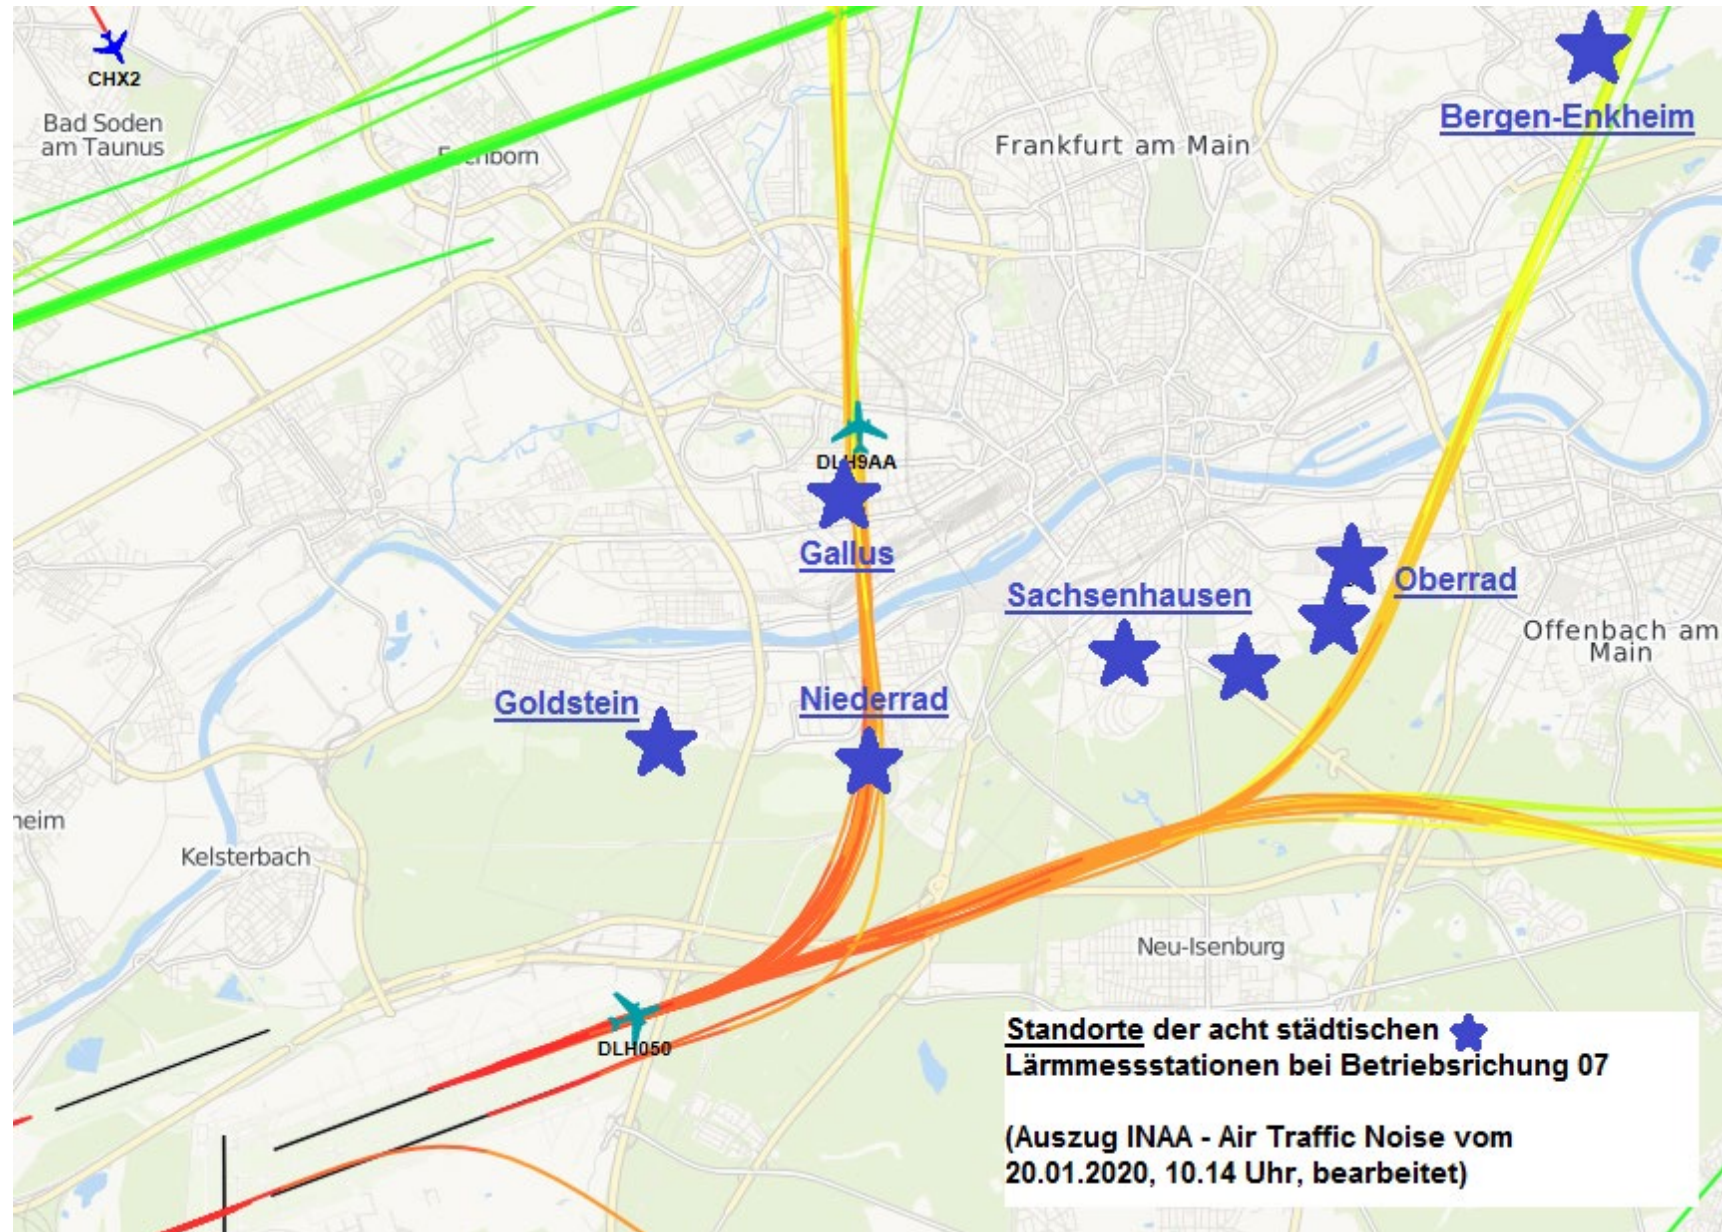 CHX2
Bad Soden
am Taunus
Frankfurt am Main
Bergen-Enkheim
DLH9AA
Gallus
Sachsenhausen
Oberrad
Offenbach am
Main
Goldstein
Niederrad
heim
Kelsterbach
Neu-Isenburg
DLH050
Standorte der acht städtischen
Lärmmessstationen bei Betriebsrichung 07
(Auszug INAA - Air Traffic Noise vom
20.01.2020, 10.14 Uhr, bearbeitet)